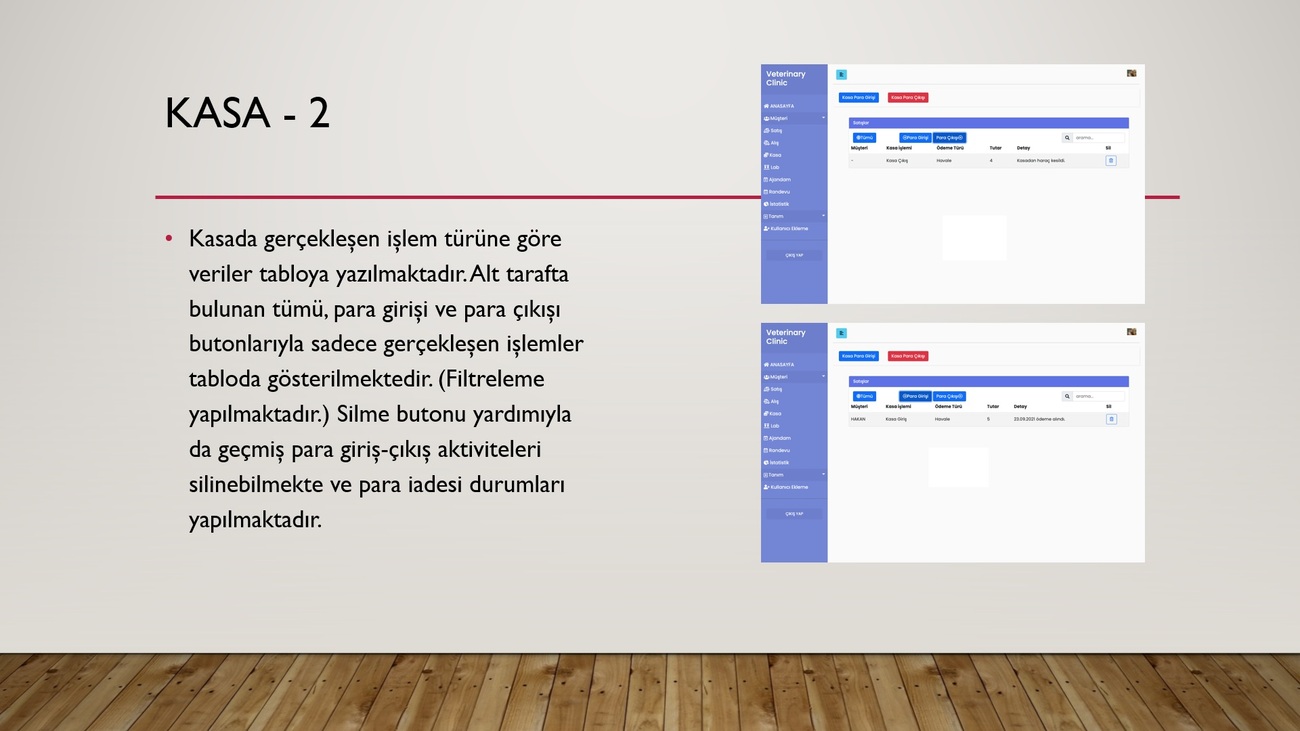 KASA - 2
Kasada gerçekleşen işlem türüne göre
veriler tabloya yazılmaktadır. Alt tarafta
bulunan tümü, para girişi ve para çıkışı
butonlarıyla sadece gerçekleşen işlemler
tabloda gösterilmektedir. (Filtreleme
yapılmaktadır.) Silme butonu yardımıyla
da geçmiş para giriş-çıkış aktiviteleri
silinebilmekte ve para iadesi durumları
yapılmaktadır.
Veterinary
Clinic
Kasa Para Girişi Kasa Para Çıkışı
ANASAYFA
Müşteri
Satış
Alış
Kasa
Lab
Ajandam
Randevu
İstatistik
Tanım
Kullanıcı Ekleme
ÇIKIŞ YAP
Satışlar
Tümü Para Girişi Para Çıkışı arama..
Müşteri Kasa İşlemi Ödeme Türü Tutar Detay Sil
- Kasa Çıkış Havale 4 Kasadan haraç kesildi.
Veterinary
Clinic
Kasa Para Girişi Kasa Para Çıkışı
ANASAYFA
Müşteri
Satış
Alış
Kasa
Lab
Ajandam
Randevu
İstatistik
Tanım
Kullanıcı Ekleme
ÇIKIŞ YAP
Satışlar
Tümü Para Girişi Para Çıkışı arama..
Müşteri Kasa İşlemi Ödeme Türü Tutar Detay Sil
HAKAN Kasa Giriş Havale 5 23.09.2021 ödeme alındı.